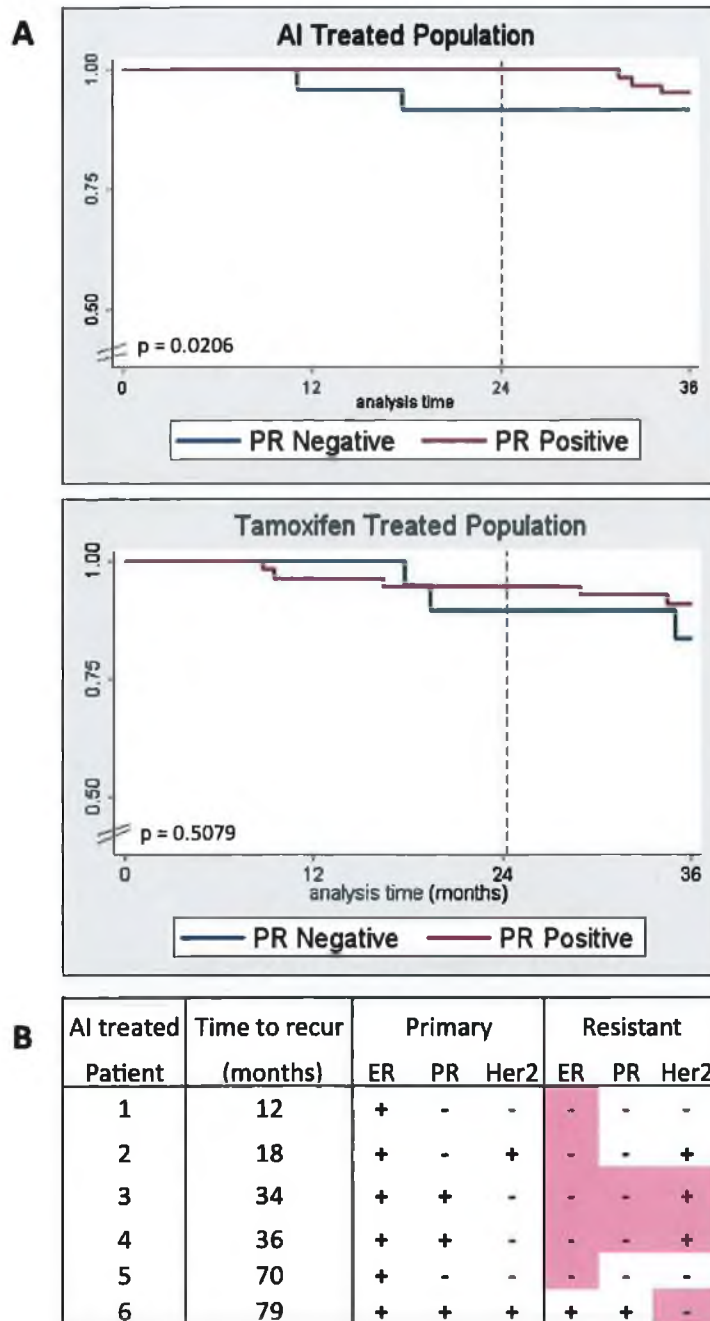 A
AI Treated Population
1.00
0.75
0.50
p = 0.0206
0 12 24 36
analysis time
PR Negative PR Positive
Tamoxifen Treated Population
1.00
0.75
0.50
p = 0.5079
0 12 24 36
analysis time (months)
PR Negative PR Positive
B
AI treated Time to recur Primary Resistant
Patient (months) ER PR Her2 ER PR Her2
1 12 + - - - - -
2 18 + - + - - +
3 34 + + - - - +
4 36 + + - - - +
5 70 + - - - - -
6 79 + + + + + -